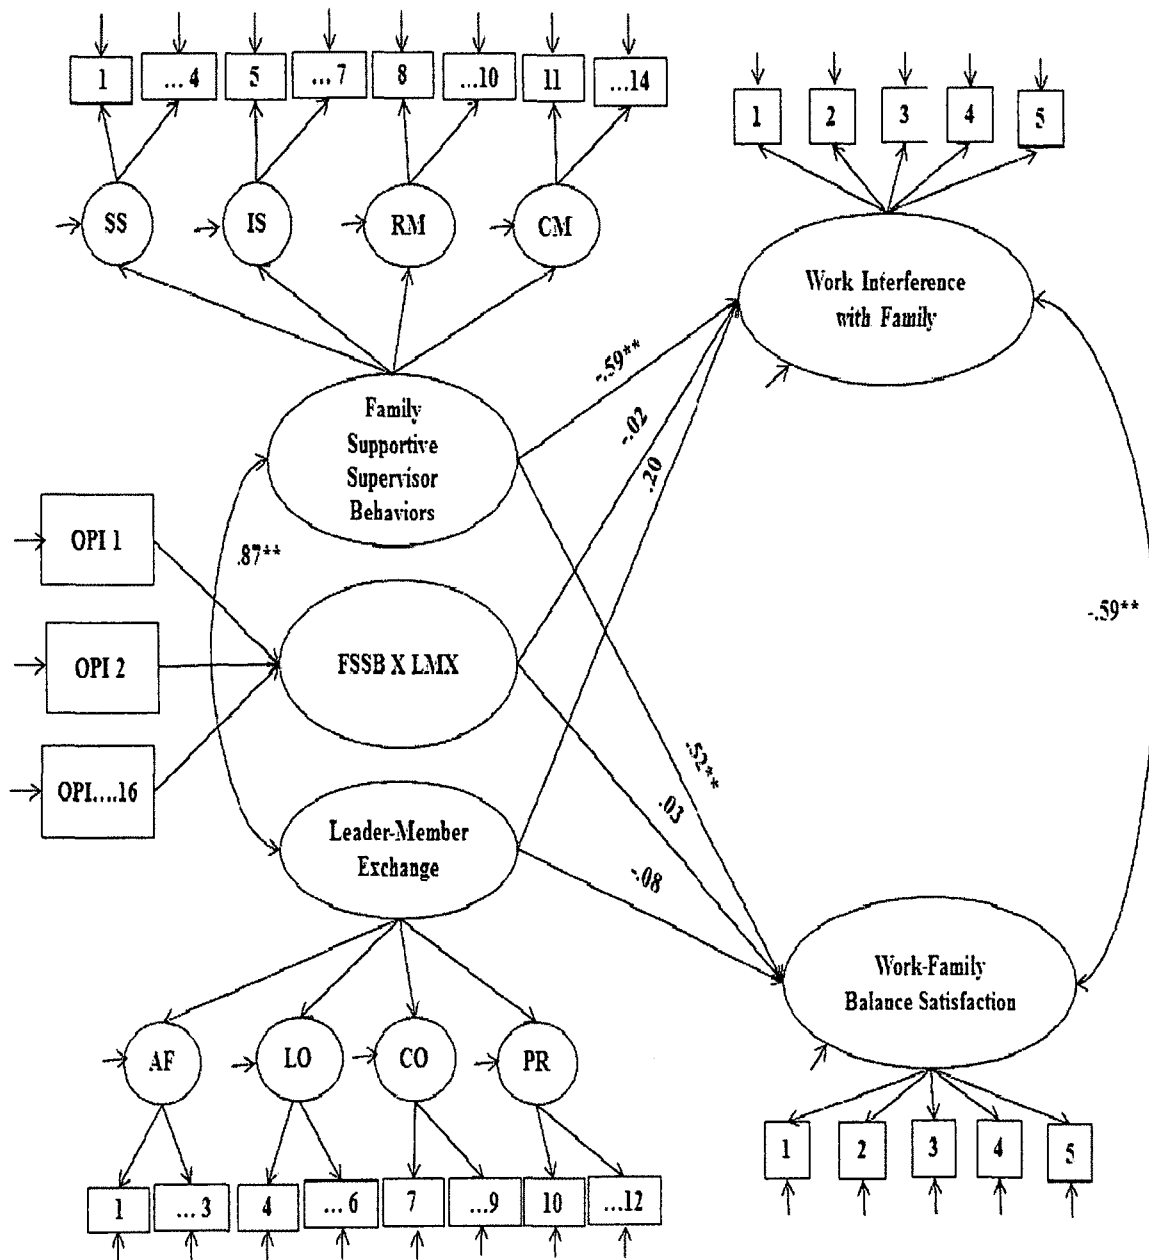 1 ... 4 5 ... 7 8 ...10 11 ...14
1 2 3 4 5
SS IS RM CM
Work Interference
with Family
-.59**
-.02
.20
Family
Supportive
Supervisor
Behaviors
.87**
OPI 1
OPI 2
OPI....16
FSSB X LMX
-.59**
-.52**
.03
-.08
Leader-Member
Exchange
Work-Family
Balance Satisfaction
AF LO CO PR
1 2 3 4 5
1 ... 3 4 ... 6 7 ...9 10 ...12